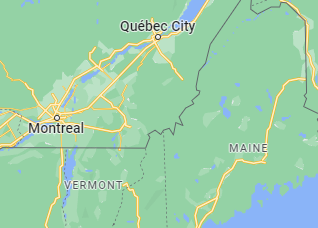 Québec City
Montreal
MAINE
VERMONT